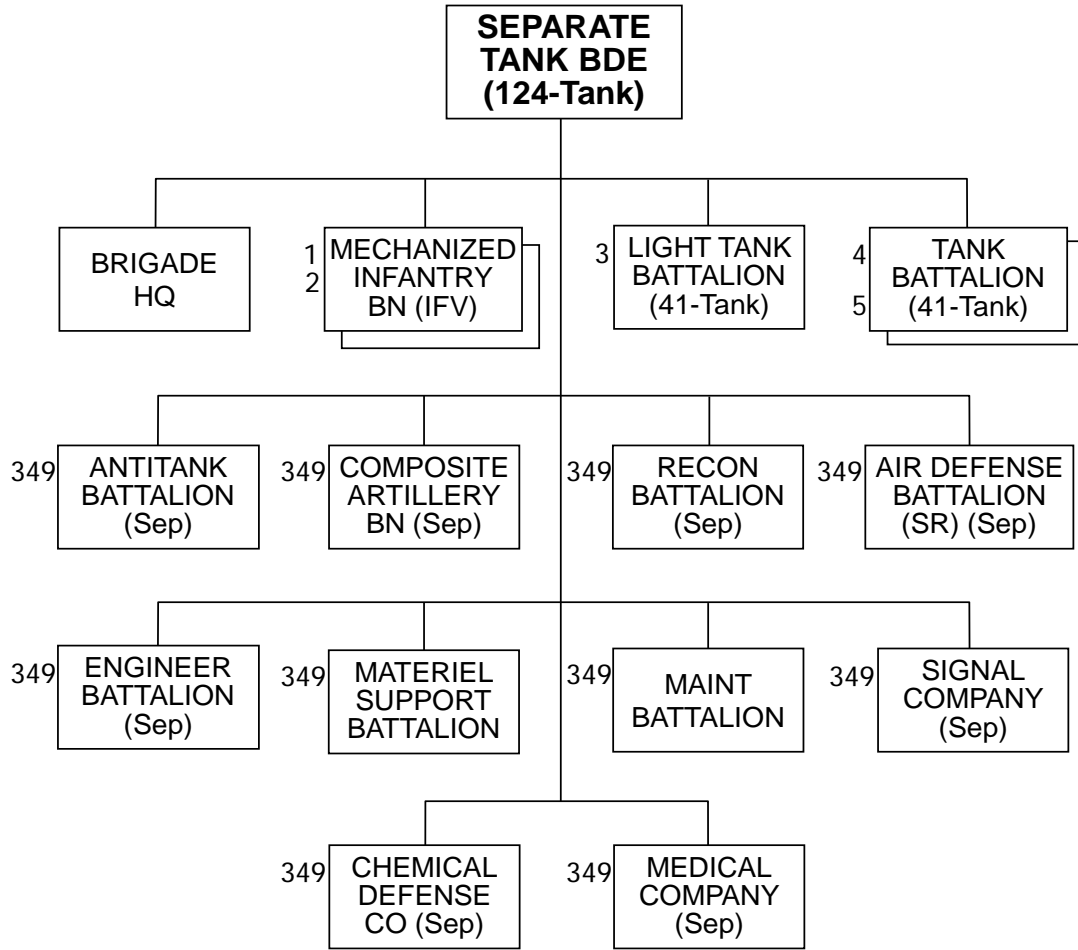 SEPARATE
TANK BDE
(124-Tank)
BRIGADE
HQ
1
2
MECHANIZED
INFANTRY
BN (IFV)
3
LIGHT TANK
BATTALION
(41-Tank)
4
5
TANK
BATTALION
(41-Tank)
349
ANTITANK
BATTALION
(Sep)
349
COMPOSITE
ARTILLERY
BN (Sep)
349
RECON
BATTALION
(Sep)
349
AIR DEFENSE
BATTALION
(SR) (Sep)
349
ENGINEER
BATTALION
(Sep)
349
MATERIEL
SUPPORT
BATTALION
349
MAINT
BATTALION
349
SIGNAL
COMPANY
(Sep)
349
CHEMICAL
DEFENSE
CO (Sep)
349
MEDICAL
COMPANY
(Sep)